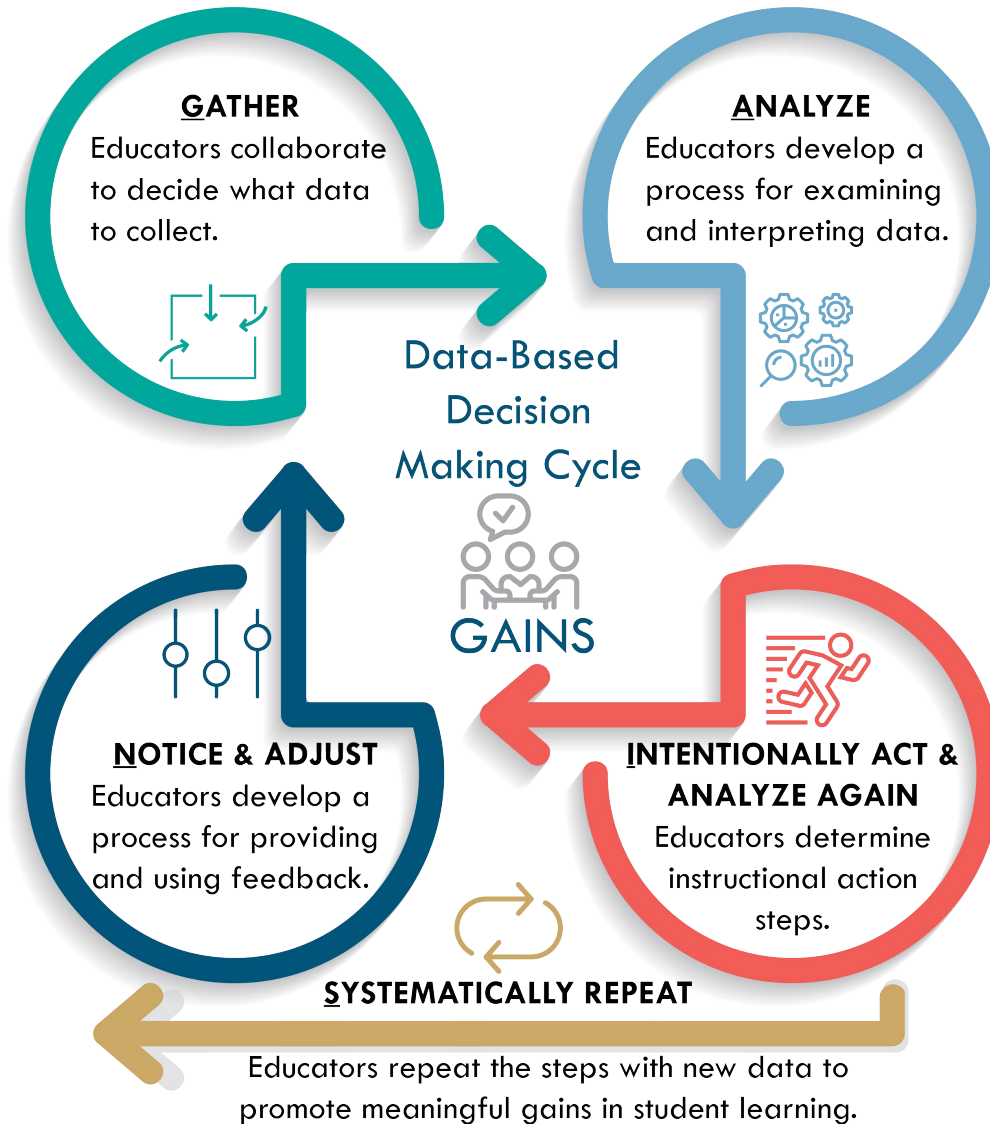 GATHER
Educators collaborate
to decide what data
to collect.
ANALYZE
Educators develop a
process for examining
and interpreting data.
Data-Based
Decision
Making Cycle
GAINS
INTENTIONALLY ACT &
ANALYZE AGAIN
Educators determine
instructional action
steps.
NOTICE & ADJUST
Educators develop a
process for providing
and using feedback.
SYSTEMATICALLY REPEAT
Educators repeat the steps with new data to
promote meaningful gains in student learning.